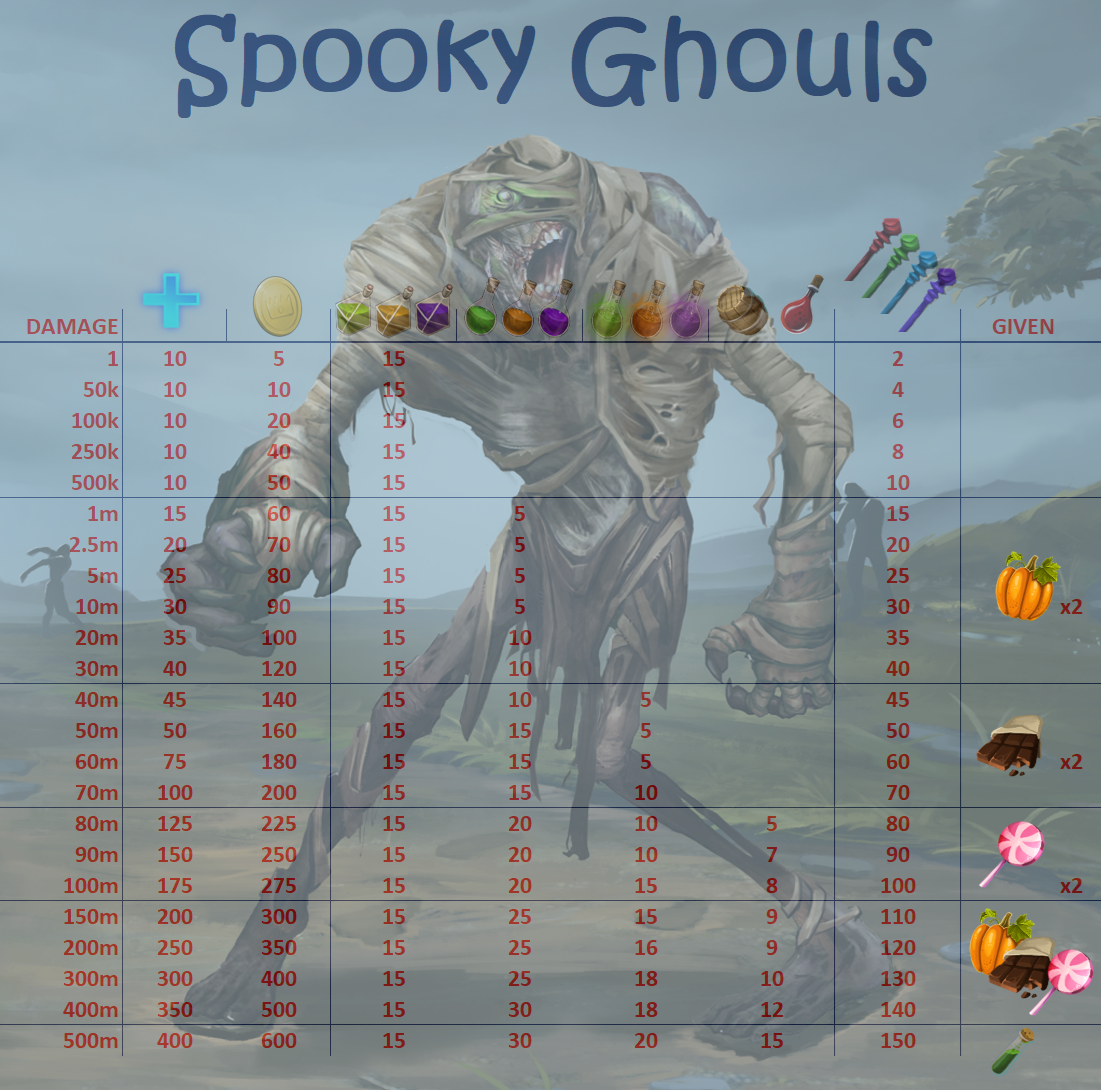 Spooky Ghouls
DAMAGE GIVEN
1 10 5 15 2
50k 10 10 15 4
100k 10 20 15 6
250k 10 40 15 8
500k 10 50 15 10
1m 15 60 15 5 15
2.5m 20 70 15 5 20
5m 25 80 15 5 25
10m 30 90 15 5 30 x2
20m 35 100 15 10 35
30m 40 120 15 10 40
40m 45 140 15 10 5 45
50m 50 160 15 15 5 50
60m 75 180 15 15 5 60 x2
70m 100 200 15 15 10 70
80m 125 225 15 20 10 5 80
90m 150 250 15 20 10 7 90
100m 175 275 15 20 15 8 100 x2
150m 200 300 15 25 15 9 110
200m 250 350 15 25 16 9 120
300m 300 400 15 25 18 10 130
400m 350 500 15 30 18 12 140
500m 400 600 15 30 20 15 150